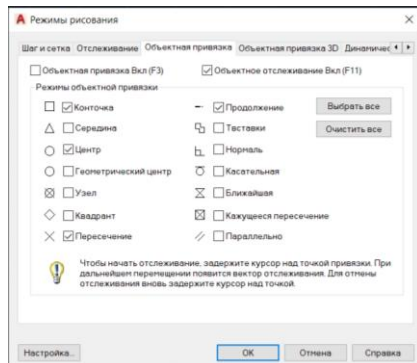 Режимы рисования
Шаг и сетка Отслеживание Объектная привязка Объектная привязка 3D Динамичес
Объектная привязка Вкл (F3) Объектное отслеживание Вкл (F11)
Режимы объектной привязки
Конточка Продолжение Выбрать все
Середина Твставки Очистить все
Центр Нормаль
Геометрический центр Касательная
Узел Ближайшая
Квадрант Кажущееся пересечение
Пересечение Параллельно
Чтобы начать отслеживание, задержите курсор над точкой привязки. При
дальнейшем перемещении появится вектор отслеживания. Для отмены
отслеживания вновь задержите курсор над точкой.
Настройка... ОК Отмена Справка